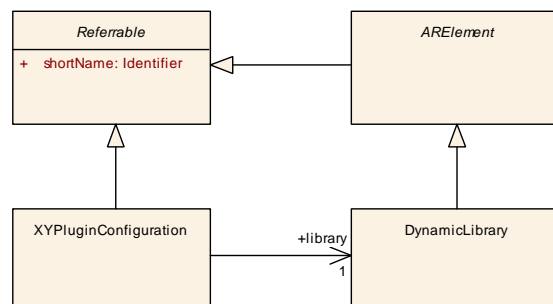 Referrable
ARElement
+ shortName: Identifier
XYPluginConfiguration
+library
1
DynamicLibrary